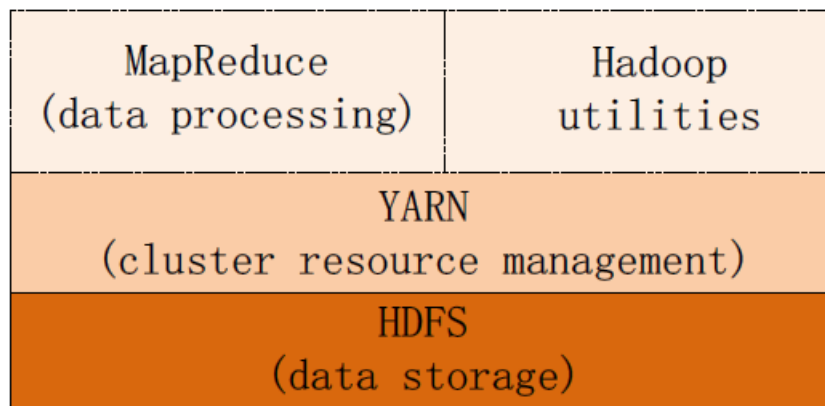 MapReduce
(data processing)
Hadoop
utilities
YARN
(cluster resource management)
HDFS
(data storage)